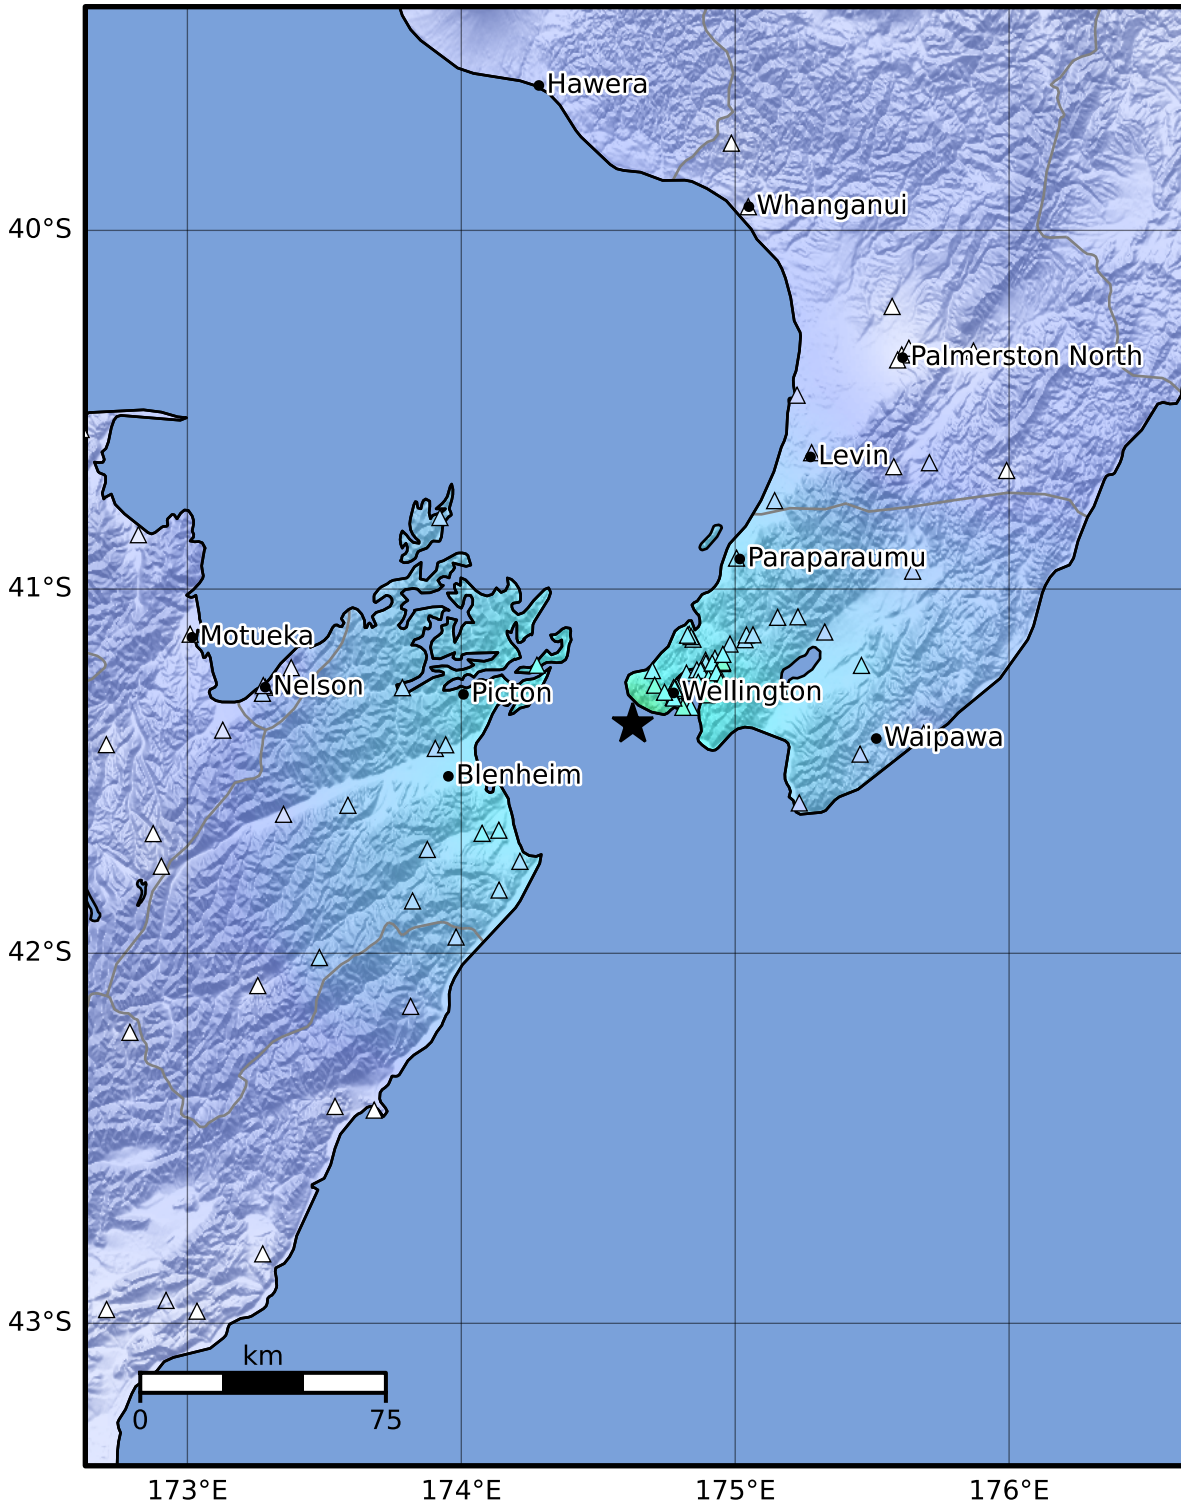 Hawera
Whanganui
40°S
Palmerston North
Levin
Paraparaumu
41°S
Motueka
Nelson
Picton
Wellington
Waipawa
Blenheim
42°S
43°S
km
0 75
173°E 174°E 175°E 176°E